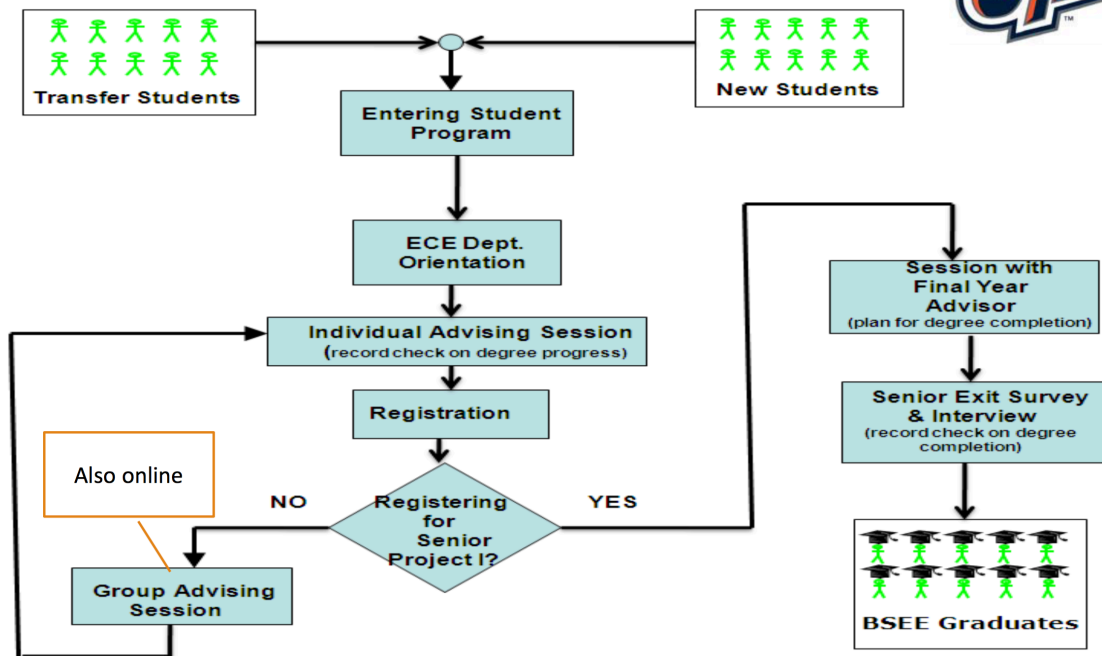 Transfer Students
New Students
TM
Entering Student
Program
ECE Dept.
Orientation
Individual Advising Session
(record check on degree progress)
Registration
Registering
for
Senior
Project I?
NO
YES
Also online
Group Advising
Session
Session with
Final Year
Advisor
(plan for degree completion)
Senior Exit Survey
& Interview
(record check on degree
completion)
BSEE Graduates